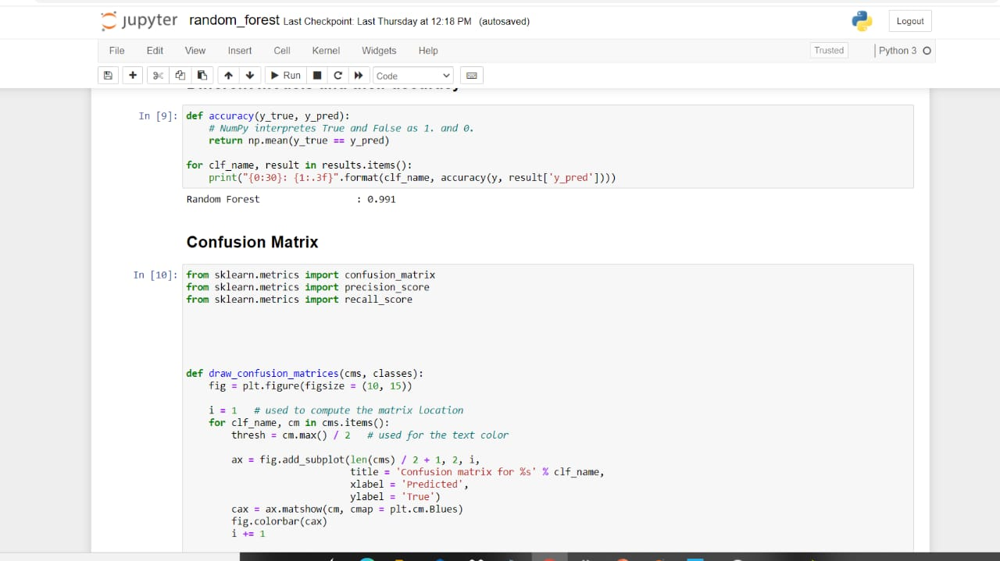 jupyter random_forest Last Checkpoint: Last Thursday at 12:18 PM (autosaved)
Logout
File Edit View Insert Cell Kernel Widgets Help
Trusted
Python 3
Run
Code
Different models and their accuracy
In [9]:
def accuracy(y_true, y_pred):
    # NumPy interpretes True and False as 1. and 0.
    return np.mean(y_true == y_pred)
for clf_name, result in results.items():
    print("{0:30}: {1:.3f}".format(clf_name, accuracy(y, result['y_pred'])))
Random Forest                 : 0.991
Confusion Matrix
In [10]:
from sklearn.metrics import confusion_matrix
from sklearn.metrics import precision_score
from sklearn.metrics import recall_score
def draw_confusion_matrices(cms, classes):
    fig = plt.figure(figsize = (10, 15))
    i = 1   # used to compute the matrix location
    for clf_name, cm in cms.items():
        thresh = cm.max() / 2   # used for the text color
        ax = fig.add_subplot(len(cms) / 2 + 1, 2, i,
                             title = 'Confusion matrix for %s' % clf_name,
                             xlabel = 'Predicted',
                             ylabel = 'True')
        cax = ax.matshow(cm, cmap = plt.cm.Blues)
        fig.colorbar(cax)
        i += 1